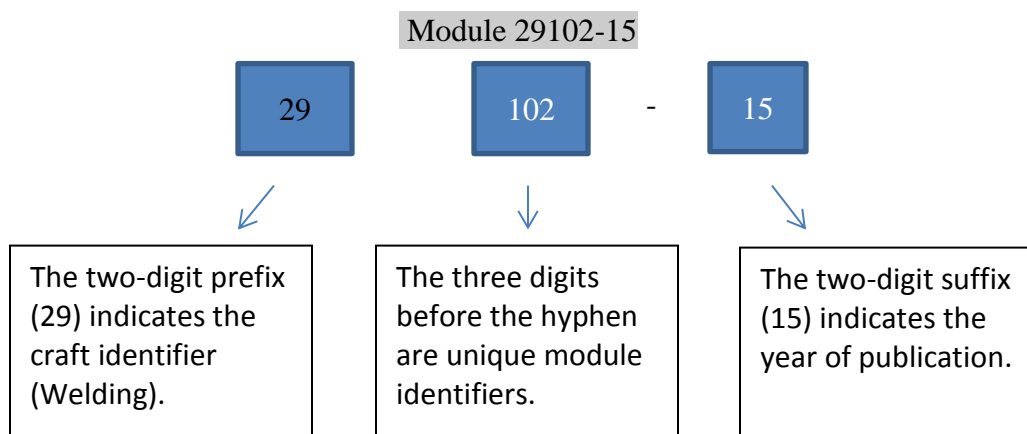 Module 29102-15
29 102 - 15
The two-digit prefix
(29) indicates the
craft identifier
(Welding).
The three digits
before the hyphen
are unique module
identifiers.
The two-digit suffix
(15) indicates the
year of publication.